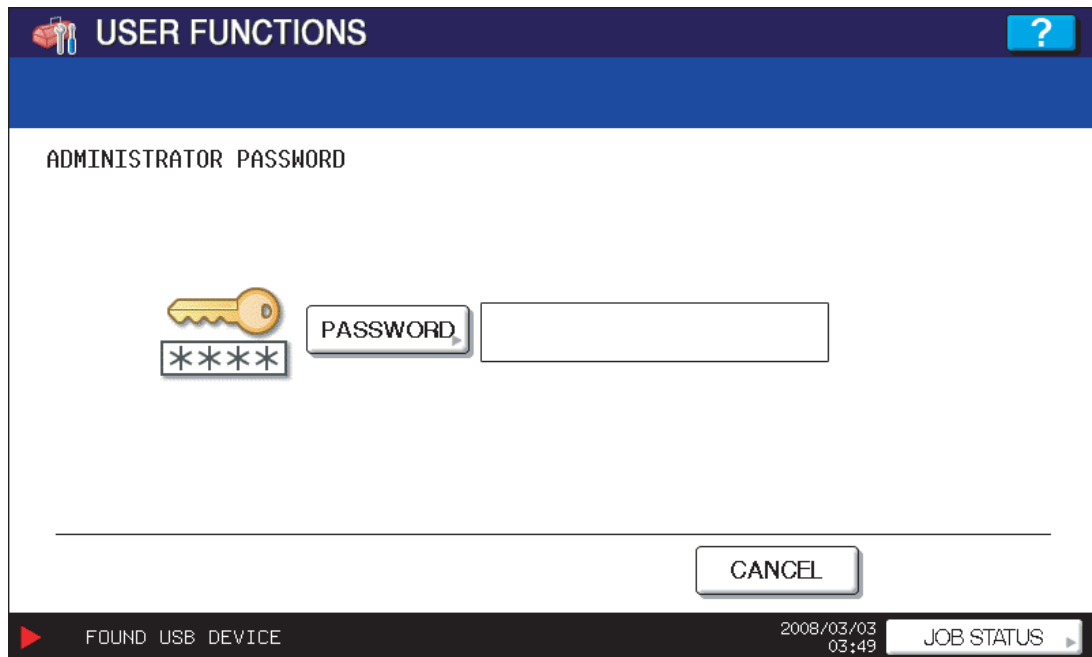 USER FUNCTIONS
?
ADMINISTRATOR PASSWORD
PASSWORD
****
CANCEL
FOUND USB DEVICE
2008/03/03
03:49
JOB STATUS